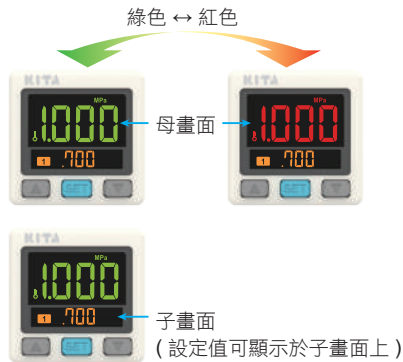 綠色 ↔ 紅色
KITA
MPa
1.000
1 .700
SET
母畫面
KITA
MPa
1.000
1 .700
SET
KITA
MPa
1.000
1 .700
SET
子畫面
( 設定值可顯示於子畫面上 )